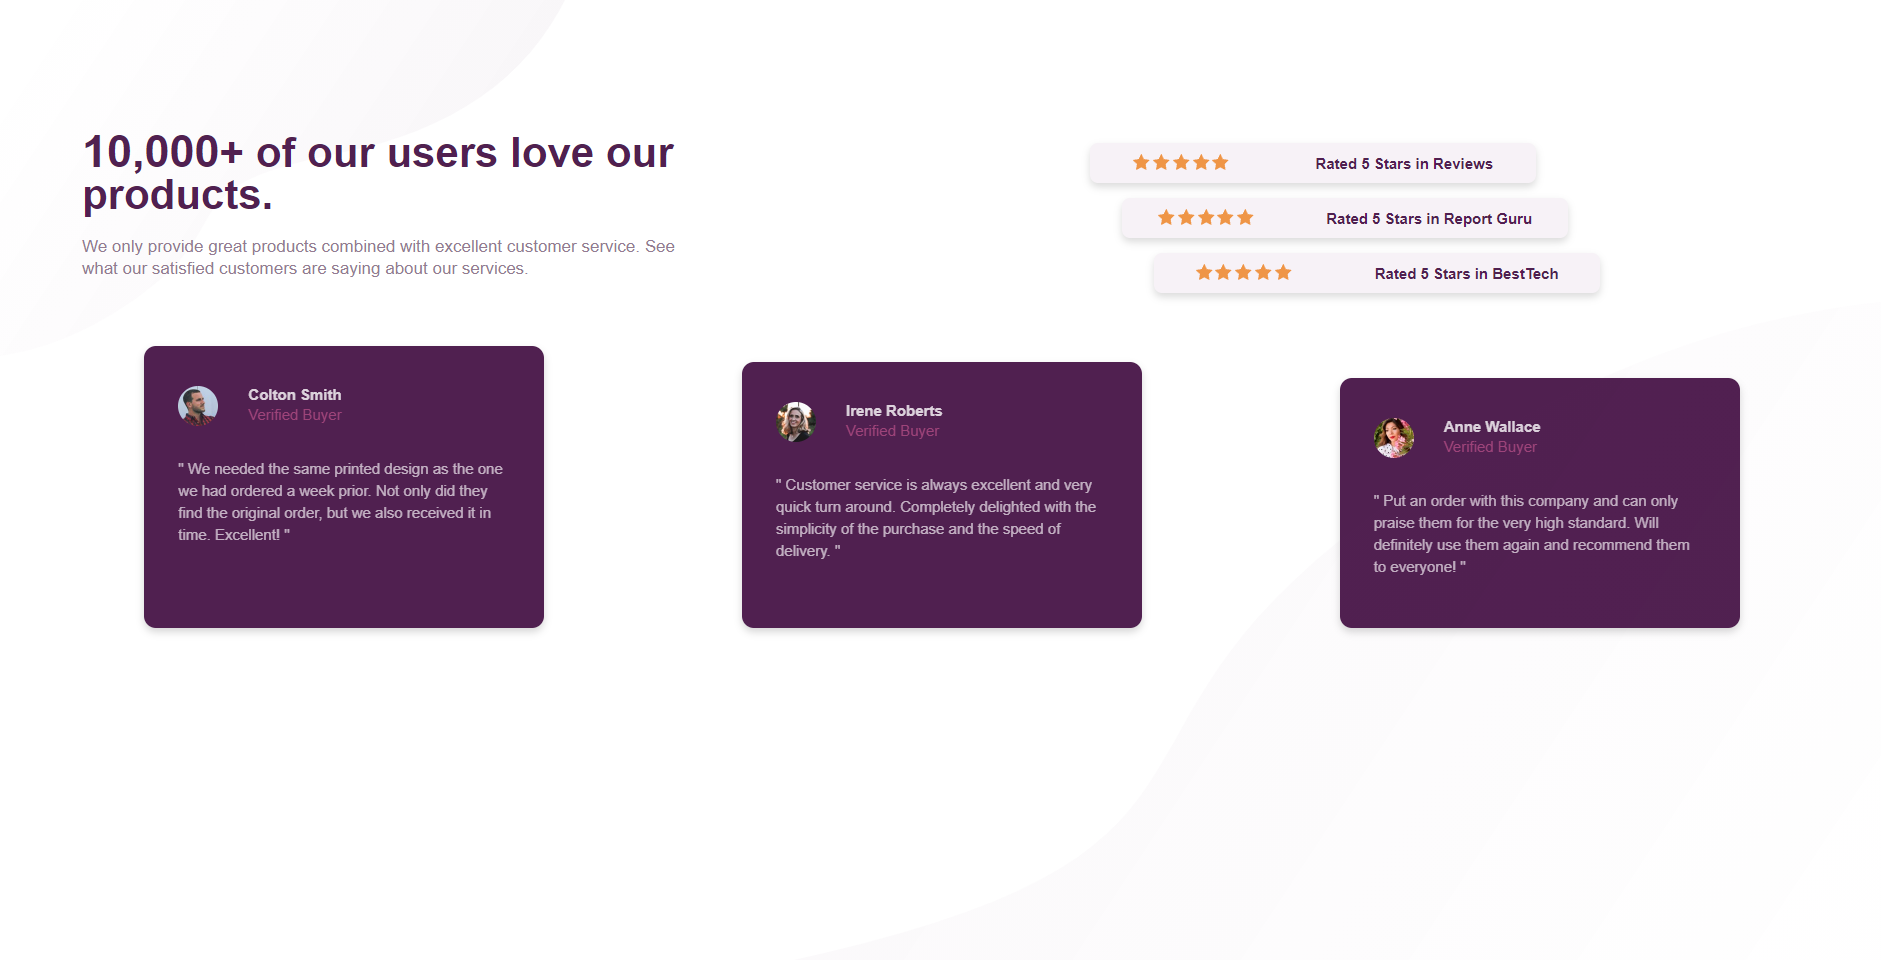 10,000+ of our users love our
products.
We only provide great products combined with excellent customer service. See
what our satisfied customers are saying about our services.
Rated 5 Stars in Reviews
Rated 5 Stars in Report Guru
Rated 5 Stars in BestTech
Colton Smith
Verified Buyer
" We needed the same printed design as the one
we had ordered a week prior. Not only did they
find the original order, but we also received it in
time. Excellent! "
Irene Roberts
Verified Buyer
" Customer service is always excellent and very
quick turn around. Completely delighted with the
simplicity of the purchase and the speed of
delivery. "
Anne Wallace
Verified Buyer
" Put an order with this company and can only
praise them for the very high standard. Will
definitely use them again and recommend them
to everyone! "